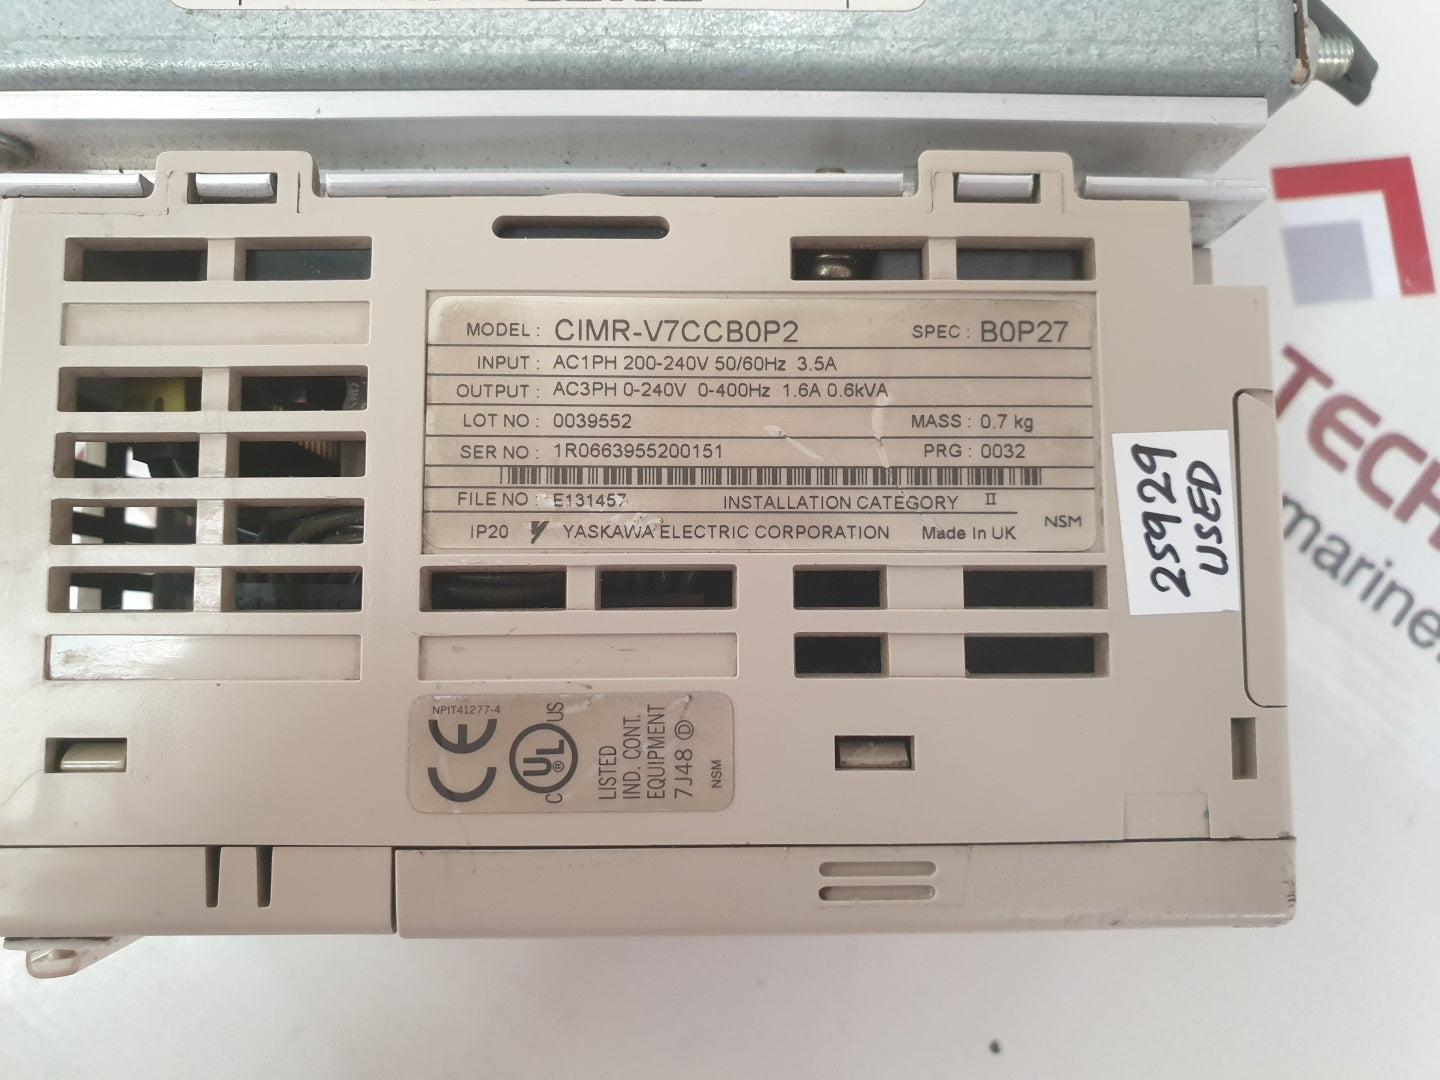 MODEL : CIMR-V7CCB0P2 SPEC : B0P27
INPUT : AC1PH 200-240V 50/60Hz 3.5A
OUTPUT : AC3PH 0-240V 0-400Hz 1.6A 0.6kVA
LOT NO : 0039552 MASS : 0.7 kg
SER NO : 1R0663955200151 PRG : 0032
FILE NO : E131457 INSTALLATION CATEGORY II
IP20 YASKAWA ELECTRIC CORPORATION Made In UK NSM
25929
USED
TECH
marine
NPIT41277-4
CE
C UL ® US
LISTED
IND. CONT.
EQUIPMENT
7J48 D
NSM